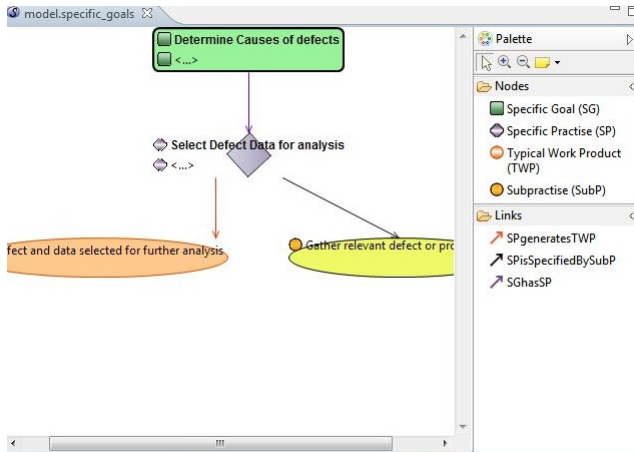 model.specific_goals
Determine Causes of defects
<...>
Select Defect Data for analysis
<...>
fect and data selected for further analysis
Gather relevant defect or pro
Palette
Nodes
Specific Goal (SG)
Specific Practise (SP)
Typical Work Product
(TWP)
Subpractise (SubP)
Links
SPgeneratesTWP
SPisSpecifiedBySubP
SGhasSP